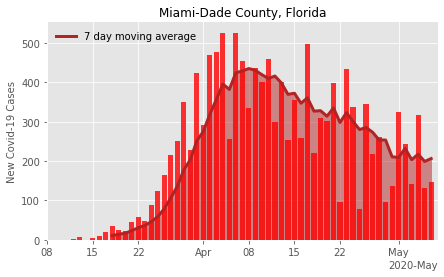 Miami-Dade County, Florida
7 day moving average
New Covid-19 Cases
500
400
300
200
100
0
08 15 22 Apr 08 15 22 May
2020-May